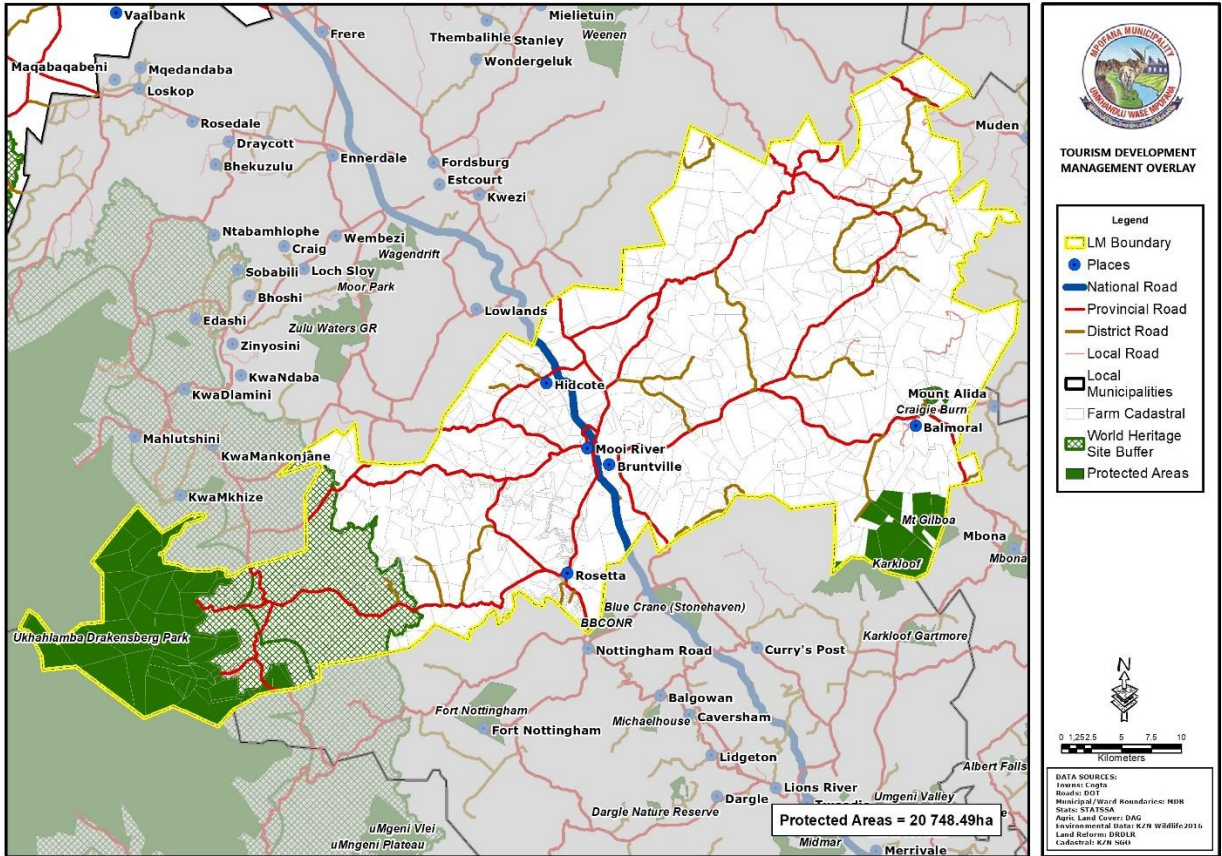 Vaalbank
Frere
Mielietuin
Thembalihle
Stanley
Weenen
Wondergeluk
Maqabaqabeni
Mqedandaba
Loskop
Rosedale
Muden
Draycott
Ennerdale
Fordsburg
Bhekuzulu
Estcourt
Kwezi
Ntabamhlophe
Craig
Wembezi
Wagendrift
Sobabili
Loch Sloy
Moor Park
Bhoshi
Lowlands
Edashi
Zulu Waters GR
Zinyosini
KwaNdaba
Hidcote
KwaDlamini
Mount Alida
Craigie Burn
Balmoral
Mahlutshini
Mooi River
KwaMankonjane
Bruntville
KwaMkhize
Mt Gilboa
Mbona
Mbona
Karkloof
Rosetta
Blue Crane (Stonehaven)
BBCONR
Ukhahlamba Drakensberg Park
Karkloof Gartmore
Nottingham Road
Curry's Post
Balgowan
Fort Nottingham
Michaelhouse
Caversham
Fort Nottingham
Lidgeton
Albert Falls
Lions River
Umgeni Valley
Dargle
Dargle Nature Reserve
Protected Areas = 20 748.49ha
uMgeni Vlei
uMngeni Plateau
Midmar
Merrivale
MPOFANA MUNICIPALITY
UMKHANDLU WASE MPOFANA
TOURISM DEVELOPMENT
MANAGEMENT OVERLAY
Legend
LM Boundary
Places
National Road
Provincial Road
District Road
Local Road
Local
Municipalities
Farm Cadastral
World Heritage
Site Buffer
Protected Areas
N
0 1,252.5 5 7.5 10
Kilometers
DATA SOURCES:
Towns: Cogta
Roads: DOT
Municipal/Ward Boundaries: MDB
Stats: STATSSA
Agric Land Cover: DAG
Environmental Data: KZN Wildlife2016
Land Reform: DRDLR
Cadastral: KZN SGO